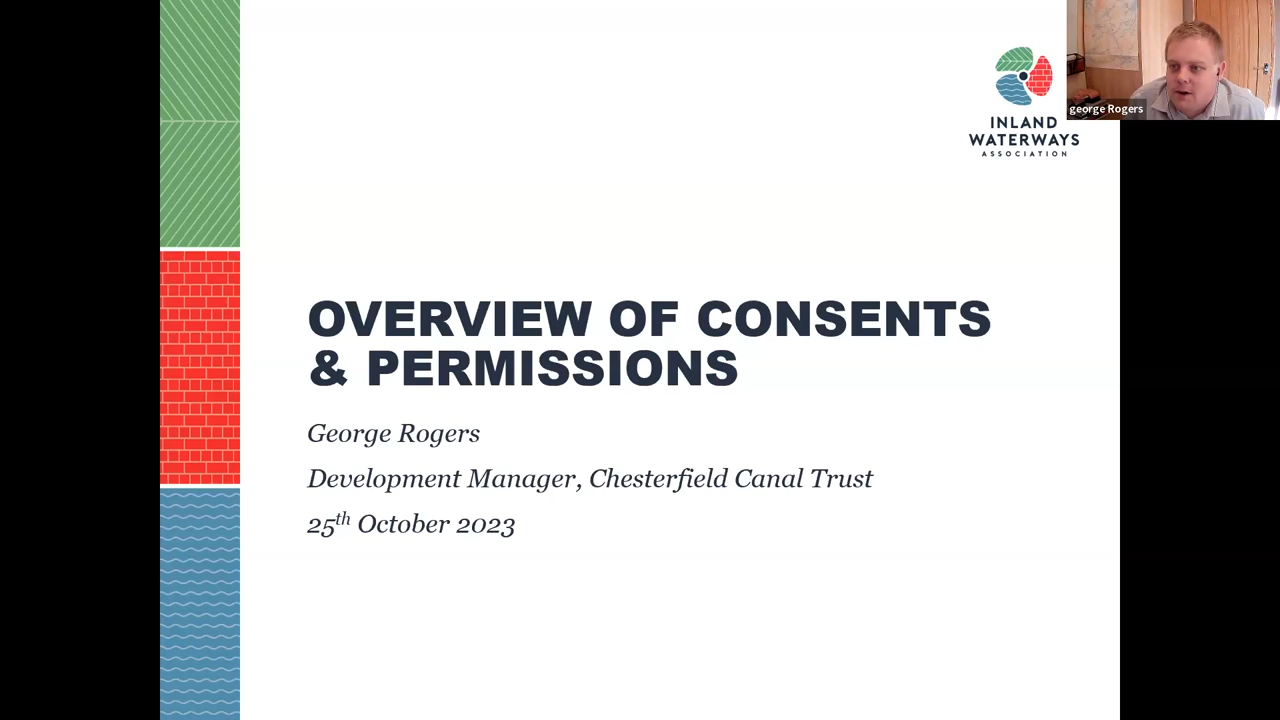 INLAND
WATERWAYS
ASSOCIATION
george Rogers
OVERVIEW OF CONSENTS
& PERMISSIONS
George Rogers
Development Manager, Chesterfield Canal Trust
25th October 2023